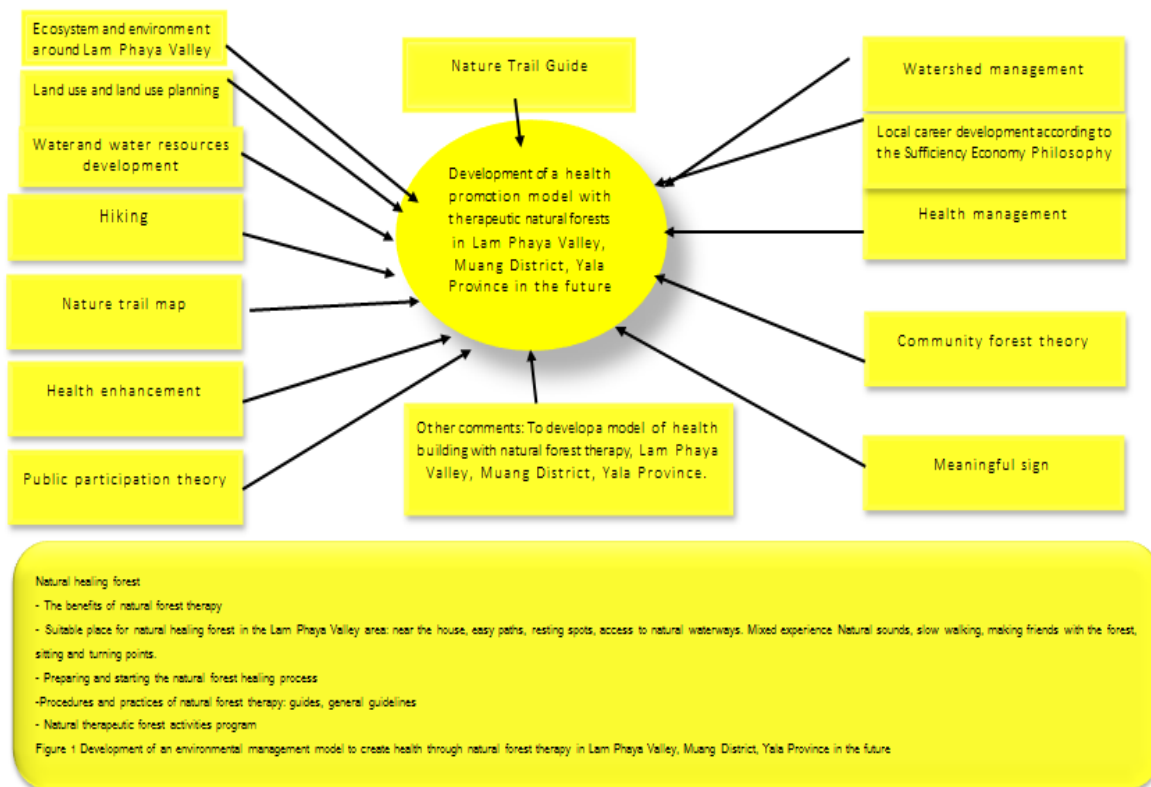 Ecosystem and environment
around Lam Phaya Valley
Land use and land use planning
Waterand water resources
development
Hiking
Nature trail map
Health enhancement
Public participation theory
Nature Trail Guide
Development of a health
promotion model with
therapeutic natural forests
in Lam Phaya Valley,
Muang District, Yala
Province in the future
Other comments: To developa model of health
building with natural forest therapy, Lam Phaya
Valley, Muang District, Yala Province.
Watershed management
Local career development according to
the Sufficiency Economy Philosophy
Health management
Community forest theory
Meaningful sign
Natural healing forest
- The benefits of natural forest therapy
- Suitable place for natural healing forest in the Lam Phaya Valley area: near the house, easy paths, resting spots, access to natural waterways. Mixed experience Natural sounds, slow walking, making friends with the forest,
sitting and turning points.
- Preparing and starting the natural forest healing process
-Procedures and practices of natural forest therapy: guides, general guidelines
- Natural therapeutic forest activities program
Figure 1 Development of an environmental management model to create health through natural forest therapy in Lam Phaya Valley, Muang District, Yala Province in the future